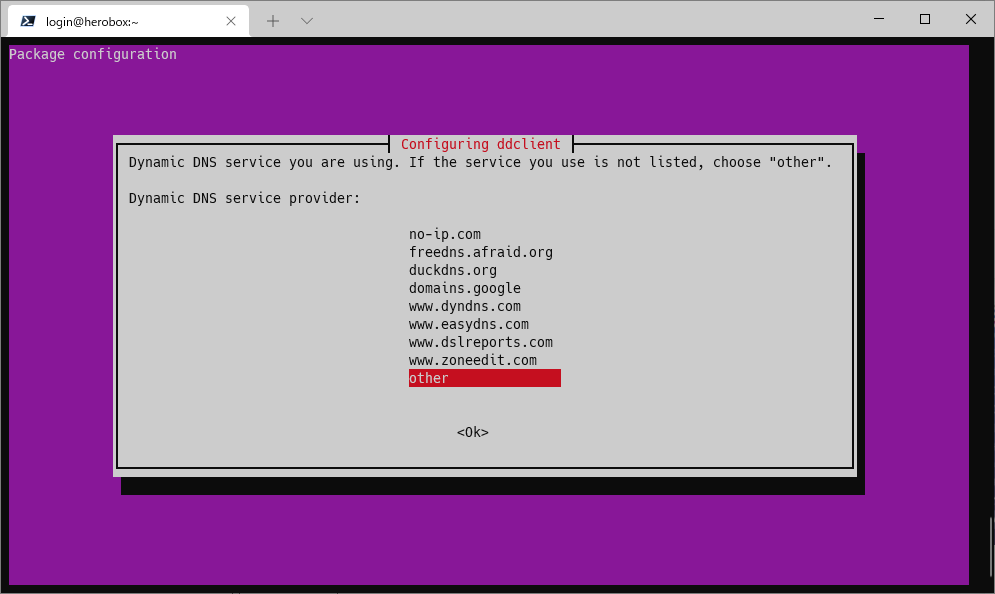 login@herobox:~
Package configuration
Configuring ddclient
Dynamic DNS service you are using. If the service you use is not listed, choose "other".
Dynamic DNS service provider:
no-ip.com
freedns.afraid.org
duckdns.org
domains.google
www.dyndns.com
www.easydns.com
www.dslreports.com
www.zoneedit.com
other
<Ok>